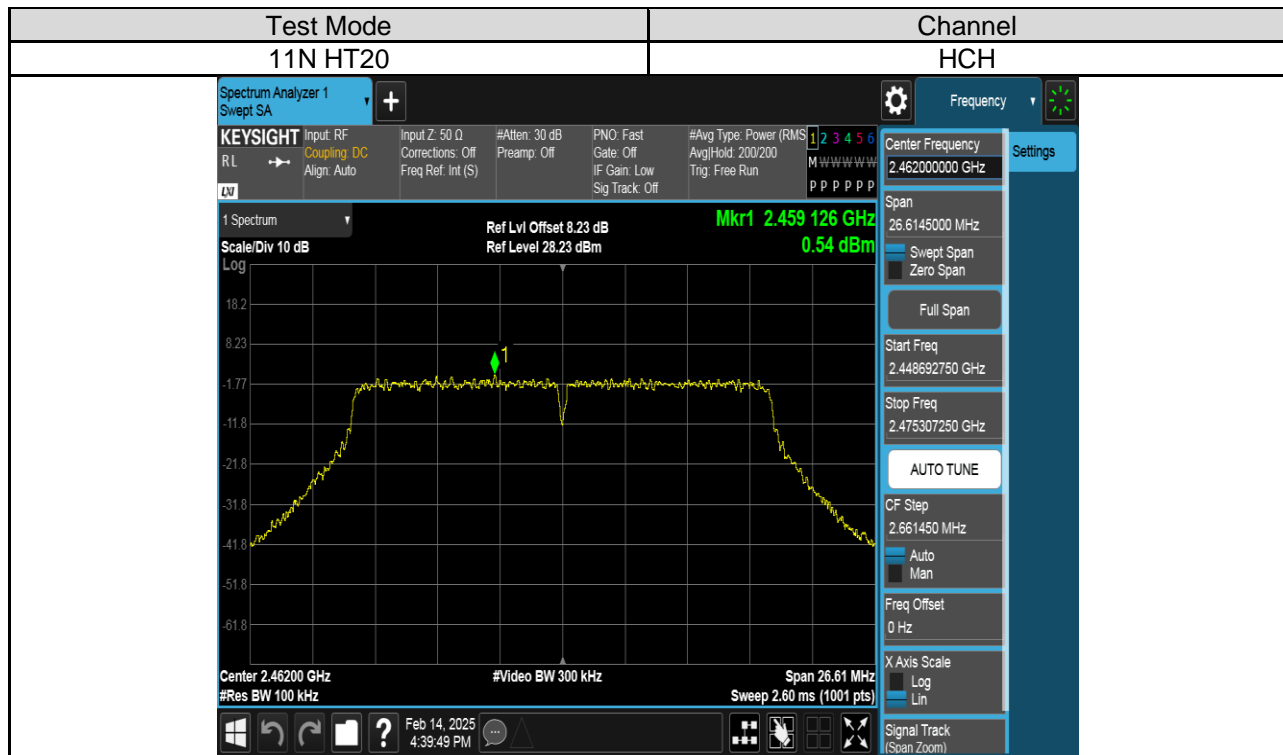 Test Mode Channel
11N HT20 HCH
Spectrum Analyzer 1
Swept SA
+
Frequency
KEYSIGHT Input: RF Input Z: 50 Ω #Atten: 30 dB PNO: Fast #Avg Type: Power (RMS 1 2 3 4 5 6
RL Coupling: DC Corrections: Off Preamp: Off Gate: Off Avg|Hold: 200/200 M W W W W W
Align: Auto Freq Ref: Int (S) IF Gain: Low Trig: Free Run
LXI Sig Track: Off P P P P P P
1 Spectrum
Ref Lvl Offset 8.23 dB Mkr1 2.459 126 GHz
Scale/Div 10 dB Ref Level 28.23 dBm 0.54 dBm
Log
18.2
8.23
1
-1.77
-11.8
-21.8
-31.8
-41.8
-51.8
-61.8
Center 2.46200 GHz #Video BW 300 kHz Span 26.61 MHz
#Res BW 100 kHz Sweep 2.60 ms (1001 pts)
? Feb 14, 2025
4:39:49 PM
Center Frequency
2.462000000 GHz
Settings
Span
26.6145000 MHz
Swept Span
Zero Span
Full Span
Start Freq
2.448692750 GHz
Stop Freq
2.475307250 GHz
AUTO TUNE
CF Step
2.661450 MHz
Auto
Man
Freq Offset
0 Hz
X Axis Scale
Log
Lin
Signal Track
(Span Zoom)